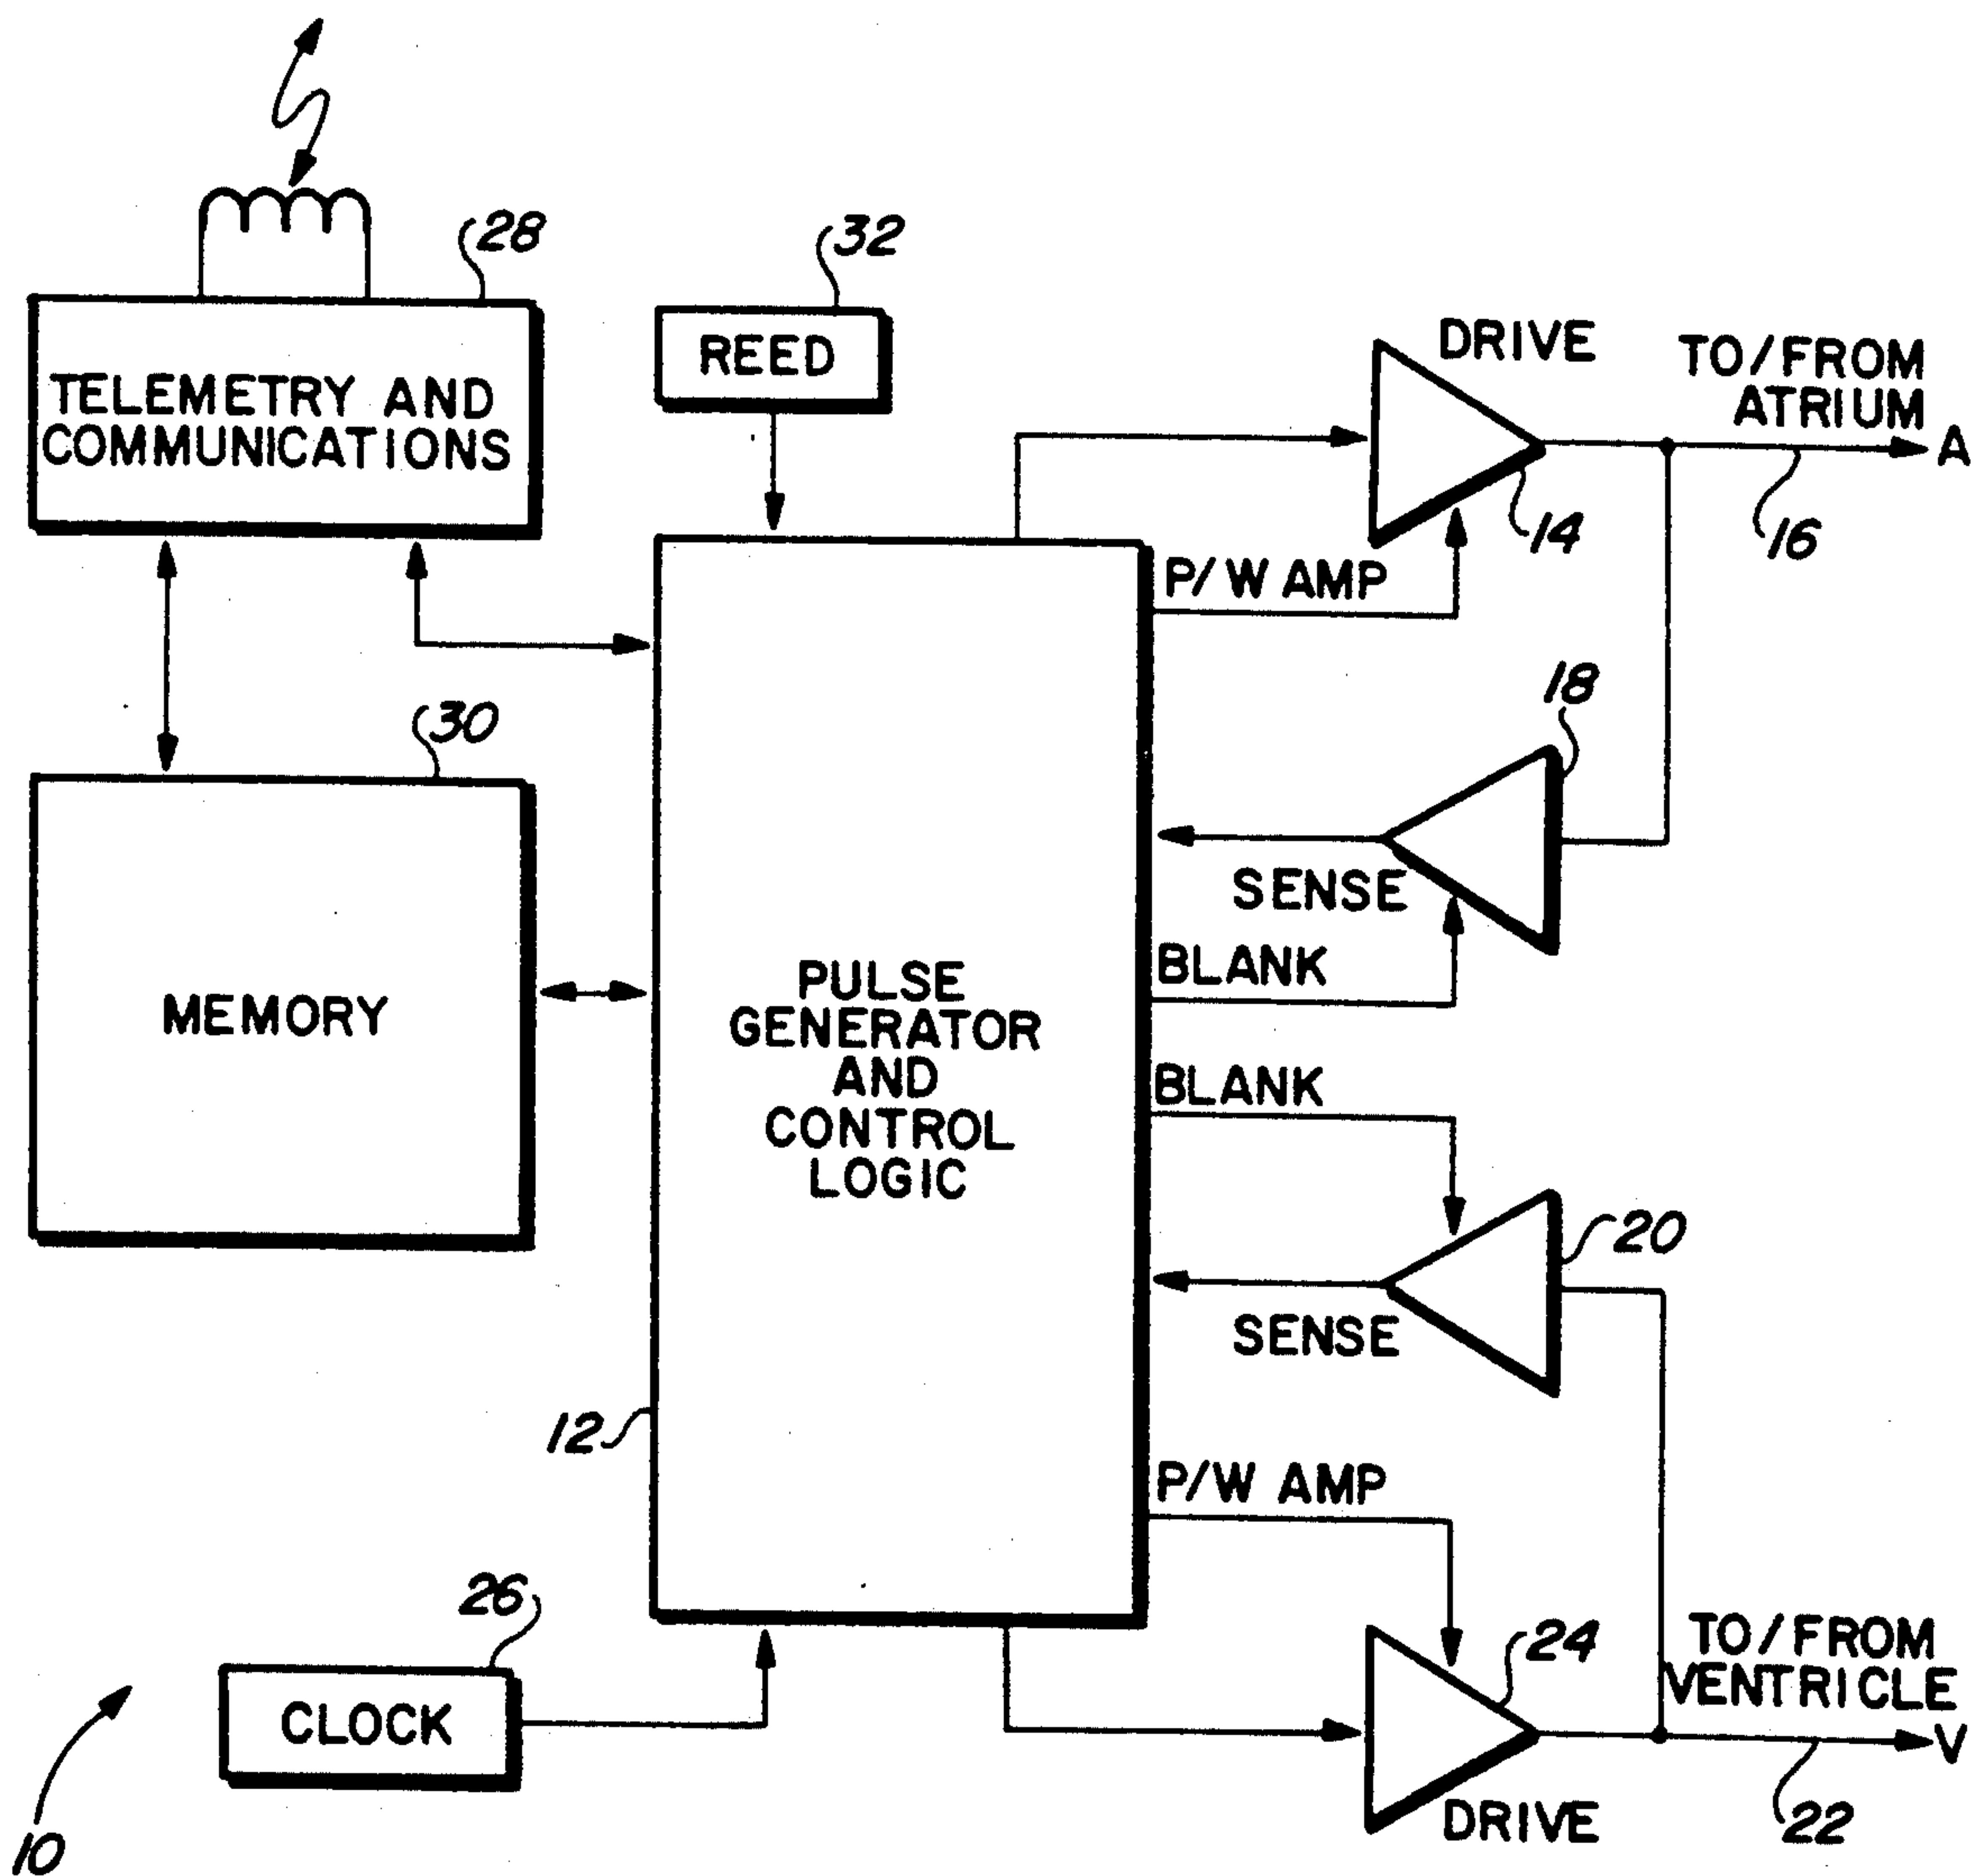 28
32
TELEMETRY AND
COMMUNICATIONS
REED
DRIVE
TO/FROM
ATRIUM
A
14
16
P/W AMP
18
30
SENSE
BLANK
MEMORY
PULSE
GENERATOR
AND
CONTROL
LOGIC
BLANK
20
SENSE
12
P/W AMP
26
24
TO/FROM
VENTRICLE
CLOCK
V
DRIVE
22
10